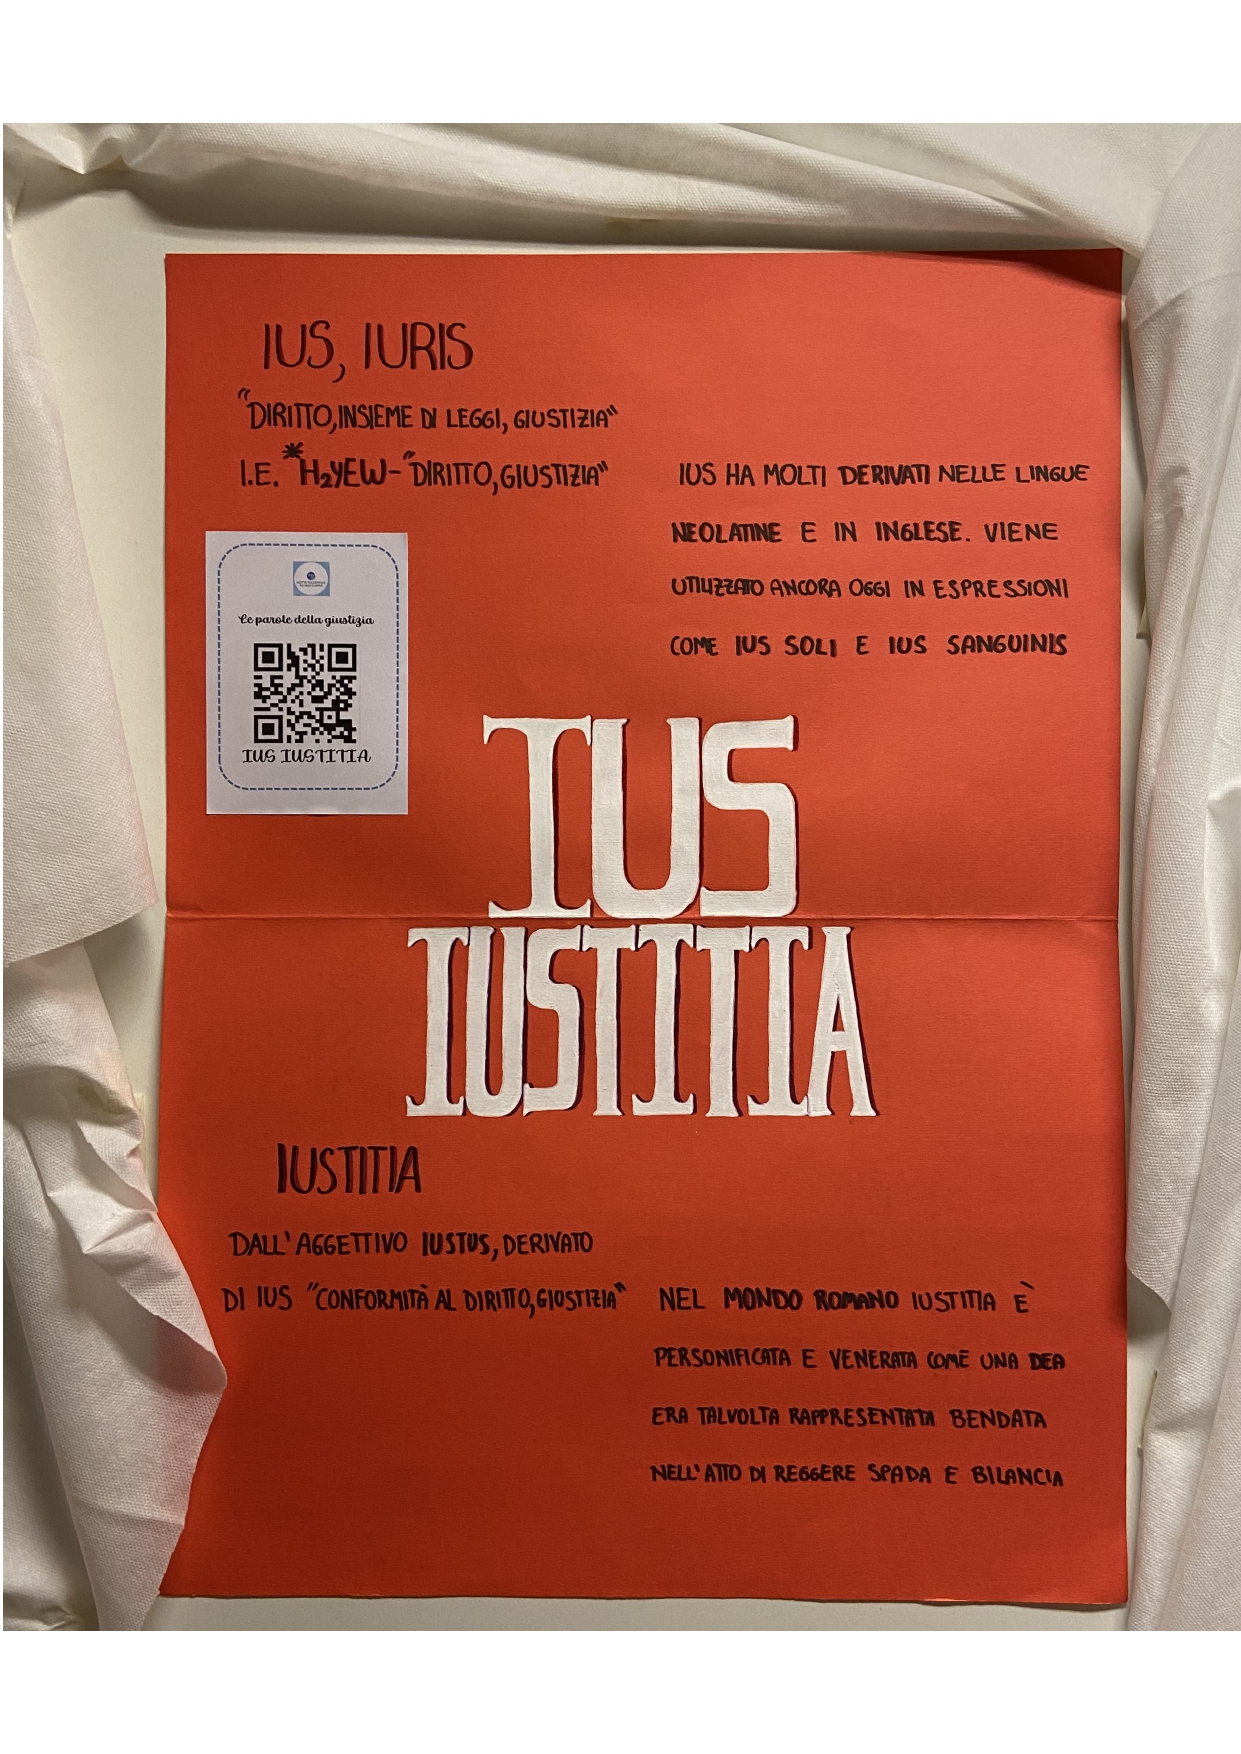 IUS, IURIS
"DIRITTO, INSIEME DI LEGGI, GIUSTIZIA"
I.E. *H₂YEW- "DIRITTO, GIUSTIZIA"
IUS HA MOLTI DERIVATI NELLE LINGUE
NEOLATINE E IN INGLESE. VIENE
UTILIZZATO ANCORA OGGI IN ESPRESSIONI
COME IUS SOLI E IUS SANGUINIS
Le parole della giustizia
IUS IUSTITIA
IUS
IUSTITIA
IUSTITIA
DALL'AGGETTIVO IUSTUS, DERIVATO
DI IUS "CONFORMITÀ AL DIRITTO, GIUSTIZIA"
NEL MONDO ROMANO IUSTITIA È
PERSONIFICATA E VENERATA COME UNA DEA
ERA TALVOLTA RAPPRESENTATA BENDATA
NELL'ATTO DI REGGERE SPADA E BILANCIA